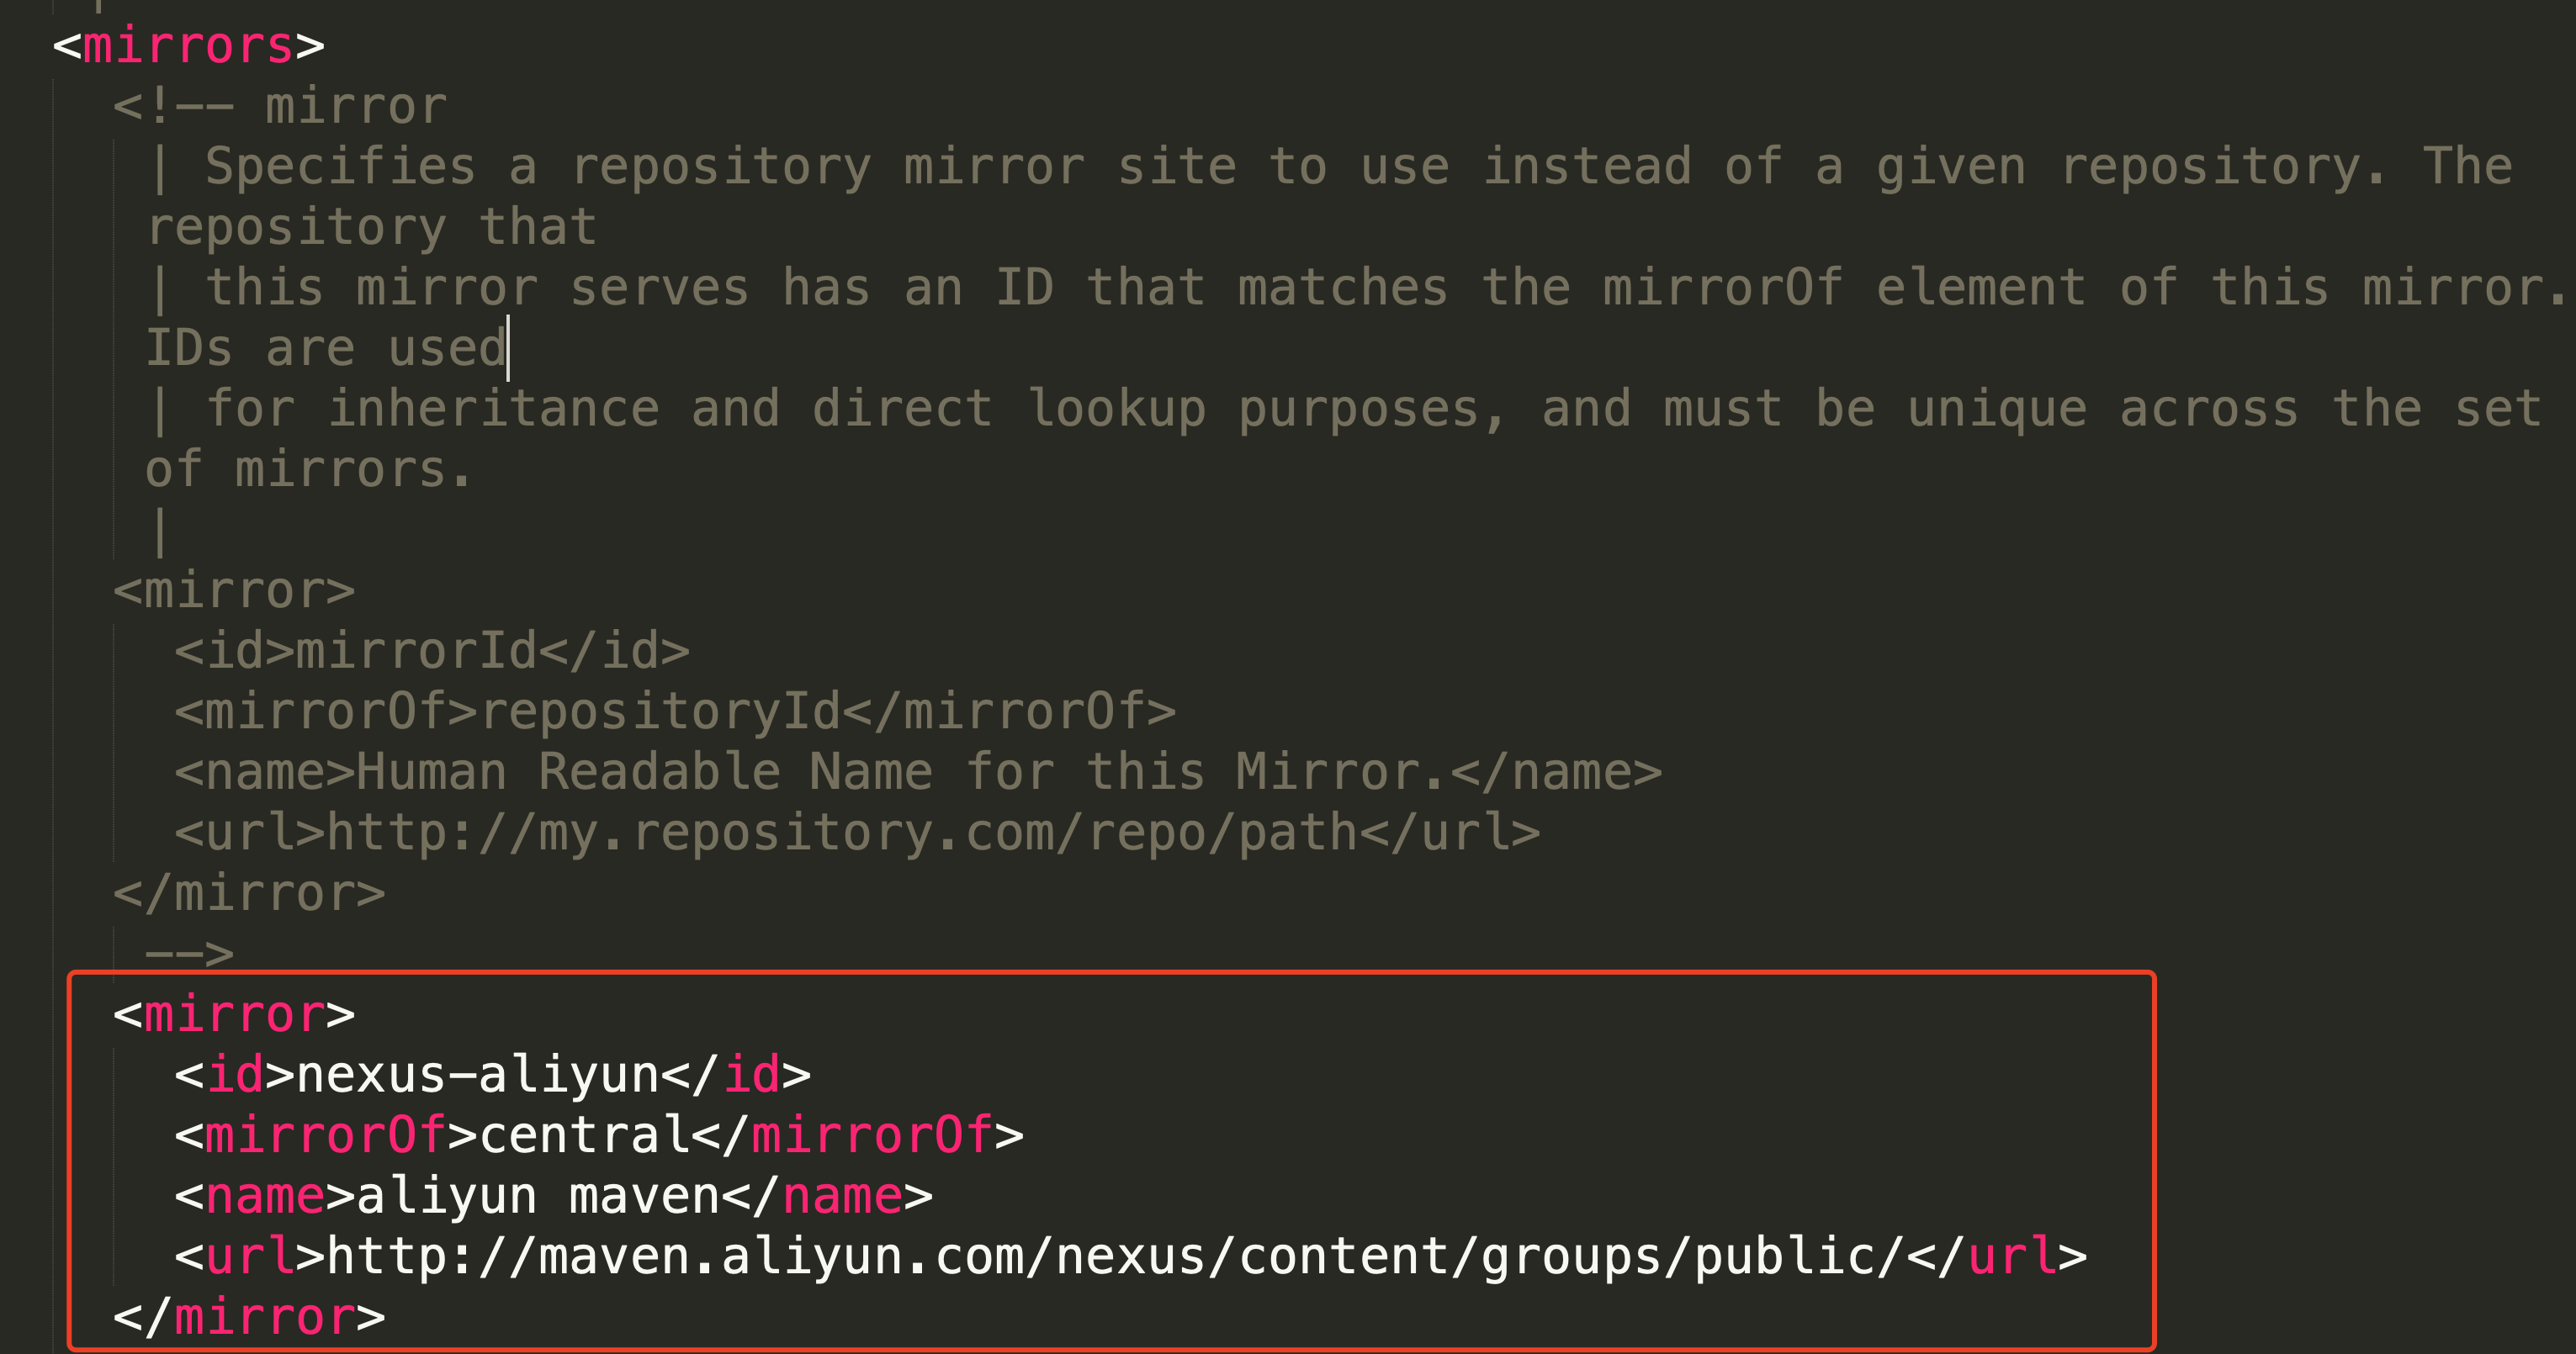 <mirrors>
<!-- mirror
| Specifies a repository mirror site to use instead of a given repository. The
repository that
| this mirror serves has an ID that matches the mirrorOf element of this mirror.
IDs are used
| for inheritance and direct lookup purposes, and must be unique across the set
of mirrors.
|
<mirror>
<id>mirrorId</id>
<mirrorOf>repositoryId</mirrorOf>
<name>Human Readable Name for this Mirror.</name>
<url>http://my.repository.com/repo/path</url>
</mirror>
-->
<mirror>
<id>nexus-aliyun</id>
<mirrorOf>central</mirrorOf>
<name>aliyun maven</name>
<url>http://maven.aliyun.com/nexus/content/groups/public/</url>
</mirror>